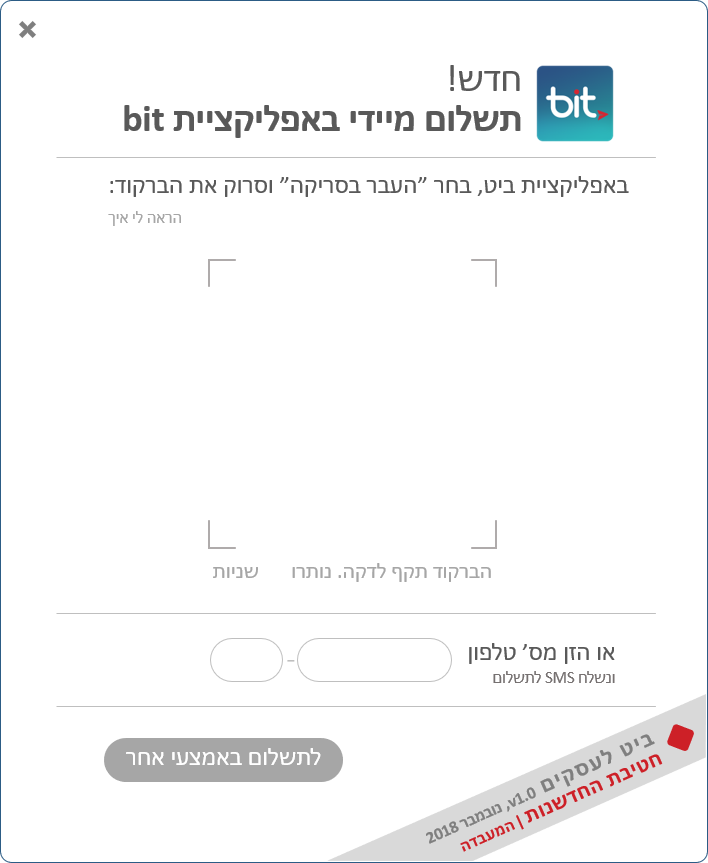 bit
חדש!
תשלום מיידי באפליקציית bit
באפליקציית ביט, בחר ״העבר בסריקה״ וסרוק את הברקוד:
הראה לי איך
הברקוד תקף לדקה. נותרו שניות
או הזן מס׳ טלפון
-
ונשלח SMS לתשלום
לתשלום באמצעי אחר
ביט לעסקים v1.0, נובמבר 2018
חטיבת החדשנות | המעבדה